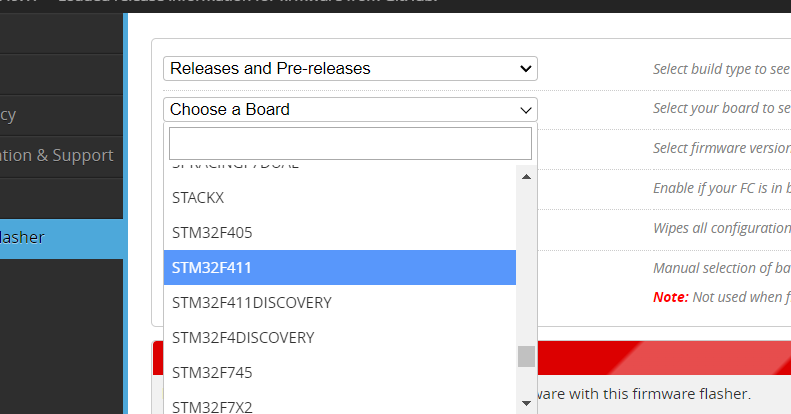 Loaded release information for firmware from GitHub.
Releases and Pre-releases
Select build type to see
Choose a Board
Select your board to se
cy
ation & Support
Select firmware version
STACKX
Enable if your FC is in b
STM32F405
Wipes all configuration
lasher
STM32F411
Manual selection of ba
STM32F411DISCOVERY
Note: Not used when f
STM32F4DISCOVERY
STM32F745
ware with this firmware flasher.
STM32F7X2